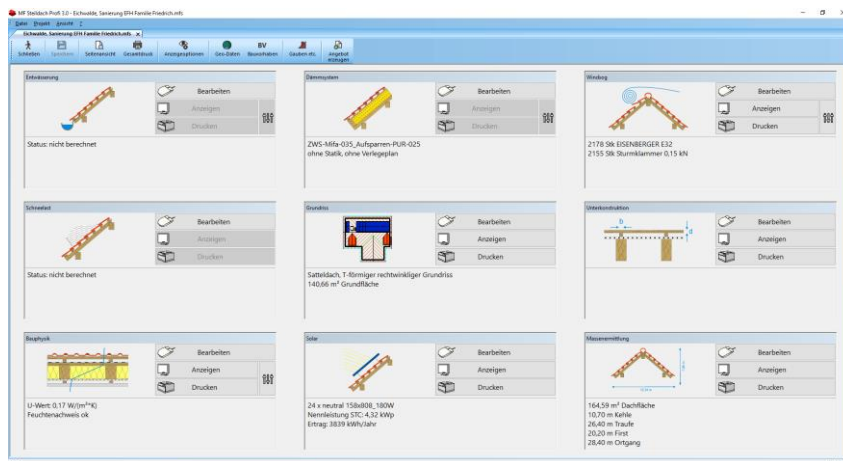 MF Steildach Profi 3.0 - Eichwalde, Sanierung EFH Familie Friedrich.mfs
Datei Projekt Ansicht ?
Eichwalde, Sanierung EFH Familie Friedrich.mfs x
Schließen Speichern Seitenansicht Gesamtdruck Anzeigeoptionen Geo-Daten Bauvorhaben Gauben etc. Angebot erzeugen
BV
Entwässerung
Bearbeiten
Anzeigen
Drucken
Status: nicht berechnet
Dämmsystem
Bearbeiten
Anzeigen
Drucken
ZWS-Mifa-035_Aufsparren-PUR-025
ohne Statik, ohne Verlegeplan
Windsog
Bearbeiten
Anzeigen
Drucken
2178 Stk EISENBERGER E32
2155 Stk Sturmklammer 0,15 kN
Schneelast
Bearbeiten
Anzeigen
Drucken
Status: nicht berechnet
Grundriss
Bearbeiten
Anzeigen
Drucken
Satteldach, T-förmiger rechtwinkliger Grundriss
140,66 m² Grundfläche
Unterkonstruktion
b
d
Bearbeiten
Anzeigen
Drucken
Bauphysik
Bearbeiten
Anzeigen
Drucken
U-Wert: 0,17 W/(m²*K)
Feuchtenachweis ok
Solar
Bearbeiten
Anzeigen
Drucken
24 x neutral 158x808_180W
Nennleistung STC: 4,32 kWp
Ertrag: 3839 kWh/Jahr
Massenermittlung
Bearbeiten
Anzeigen
Drucken
164,59 m² Dachfläche
10,70 m Kehle
26,40 m Traufe
20,20 m First
28,40 m Ortgang